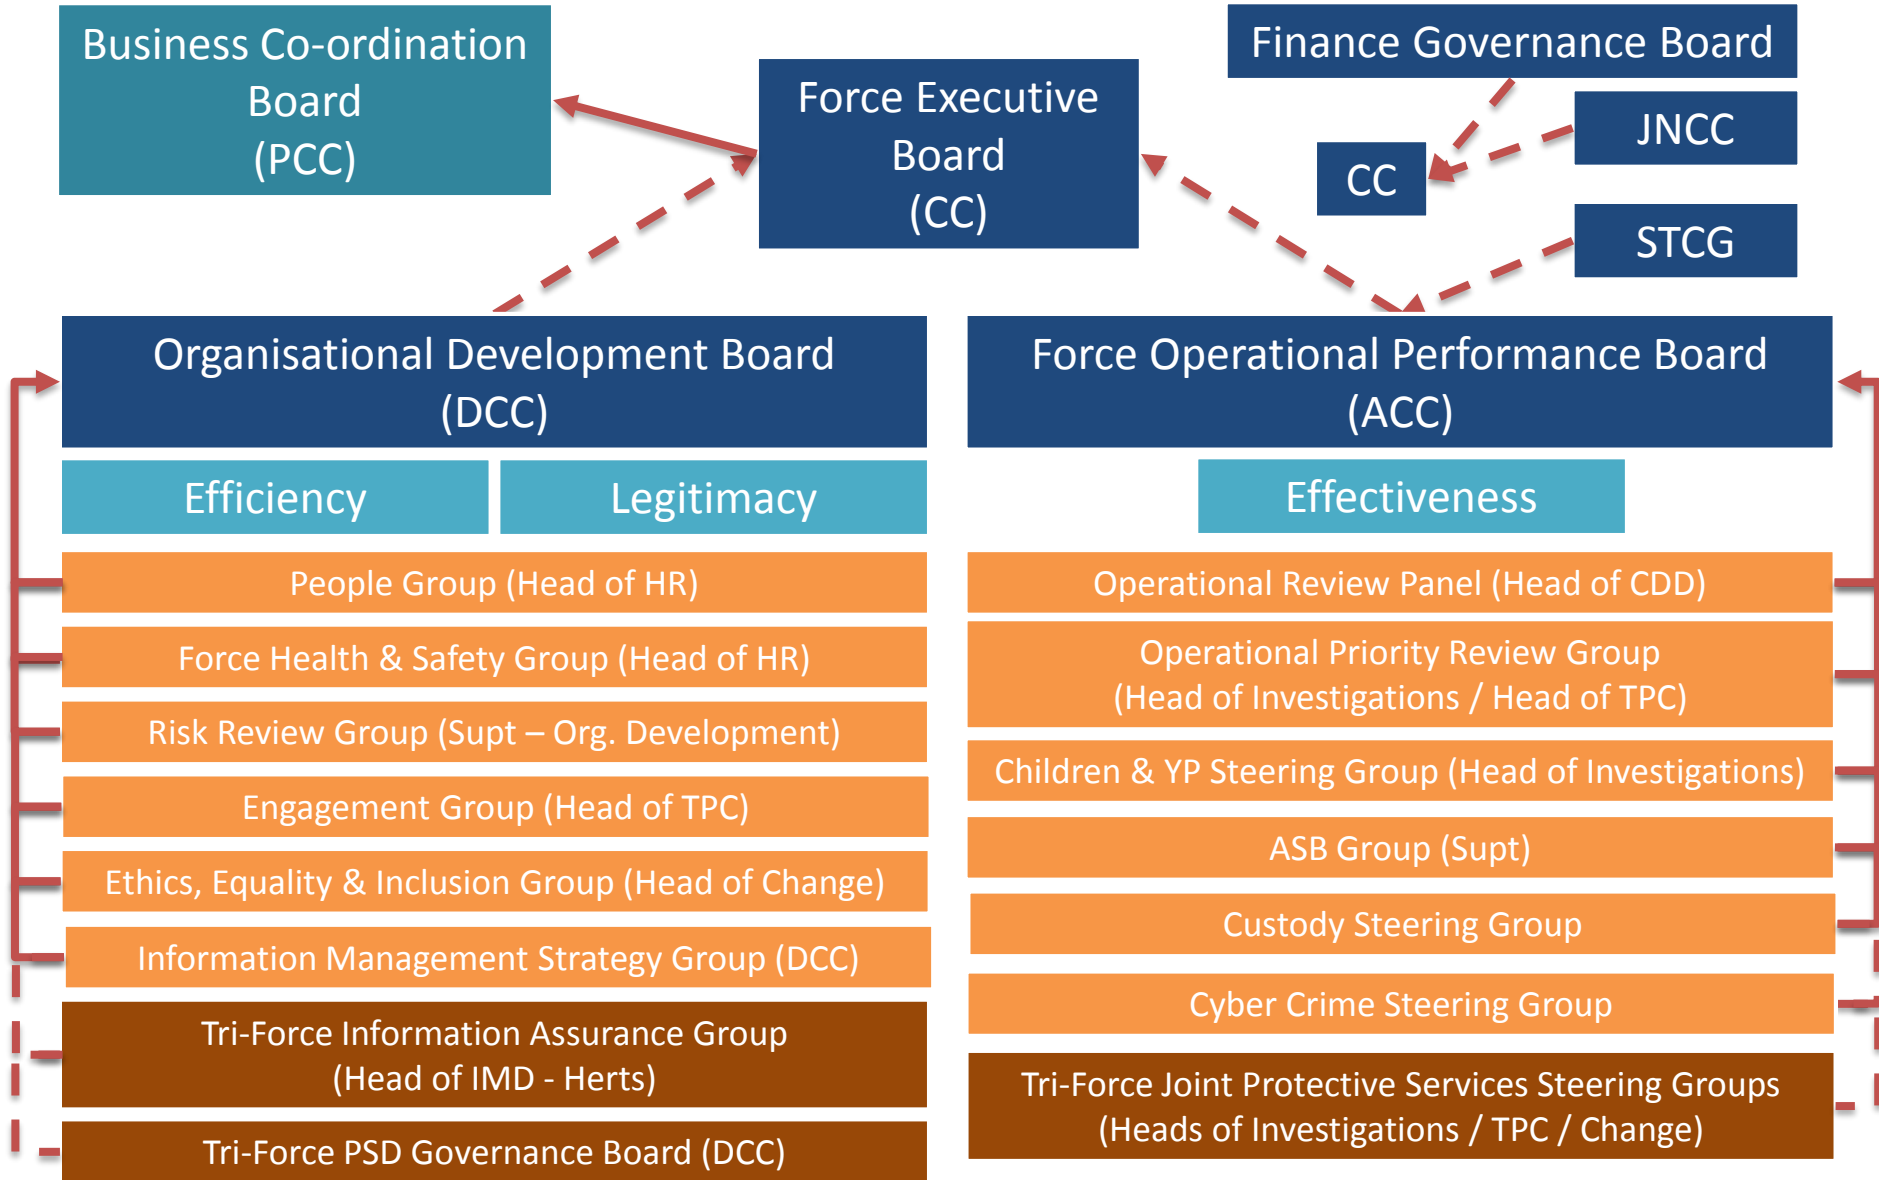 Business Co-ordination
Board
(PCC)
Force Executive
Board
(CC)
Finance Governance Board
JNCC
CC
STCG
Organisational Development Board
(DCC)
Efficiency
Legitimacy
People Group (Head of HR)
Force Health & Safety Group (Head of HR)
Risk Review Group (Supt – Org. Development)
Engagement Group (Head of TPC)
Ethics, Equality & Inclusion Group (Head of Change)
Information Management Strategy Group (DCC)
Tri-Force Information Assurance Group
(Head of IMD - Herts)
Tri-Force PSD Governance Board (DCC)
Force Operational Performance Board
(ACC)
Effectiveness
Operational Review Panel (Head of CDD)
Operational Priority Review Group
(Head of Investigations / Head of TPC)
Children & YP Steering Group (Head of Investigations)
ASB Group (Supt)
Custody Steering Group
Cyber Crime Steering Group
Tri-Force Joint Protective Services Steering Groups
(Heads of Investigations / TPC / Change)